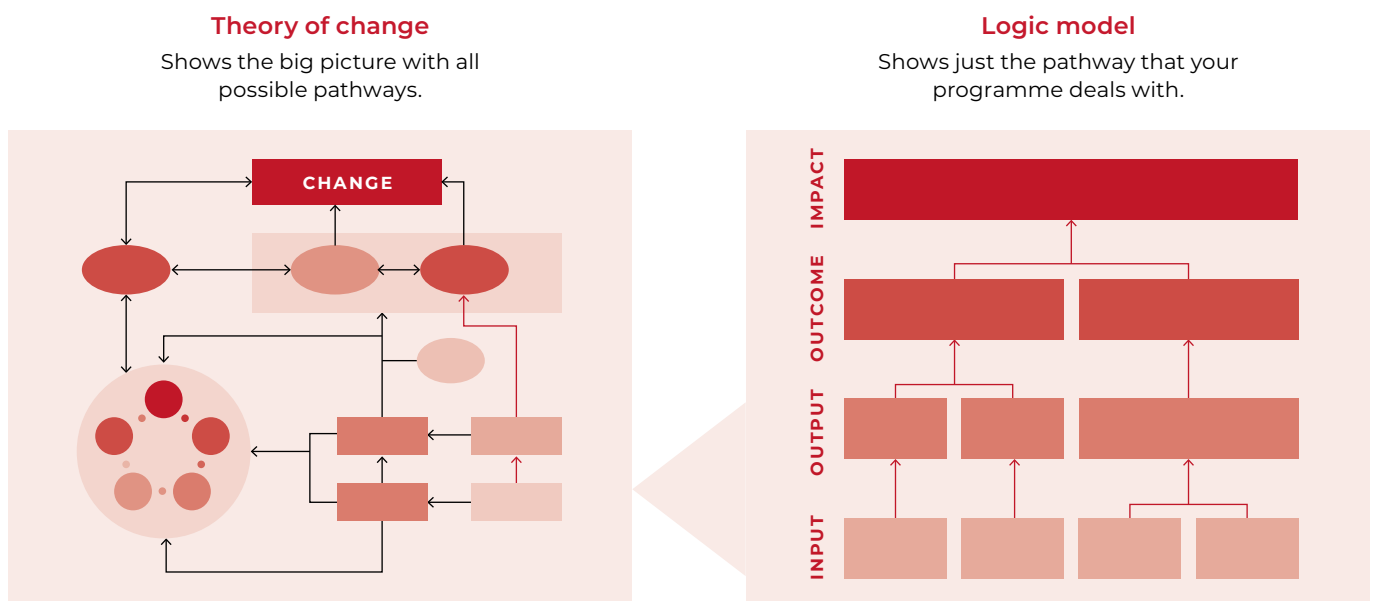 Theory of change
Shows the big picture with all
possible pathways.
CHANGE
Logic model
Shows just the pathway that your
programme deals with.
IMPACT
OUTCOME
OUTPUT
INPUT